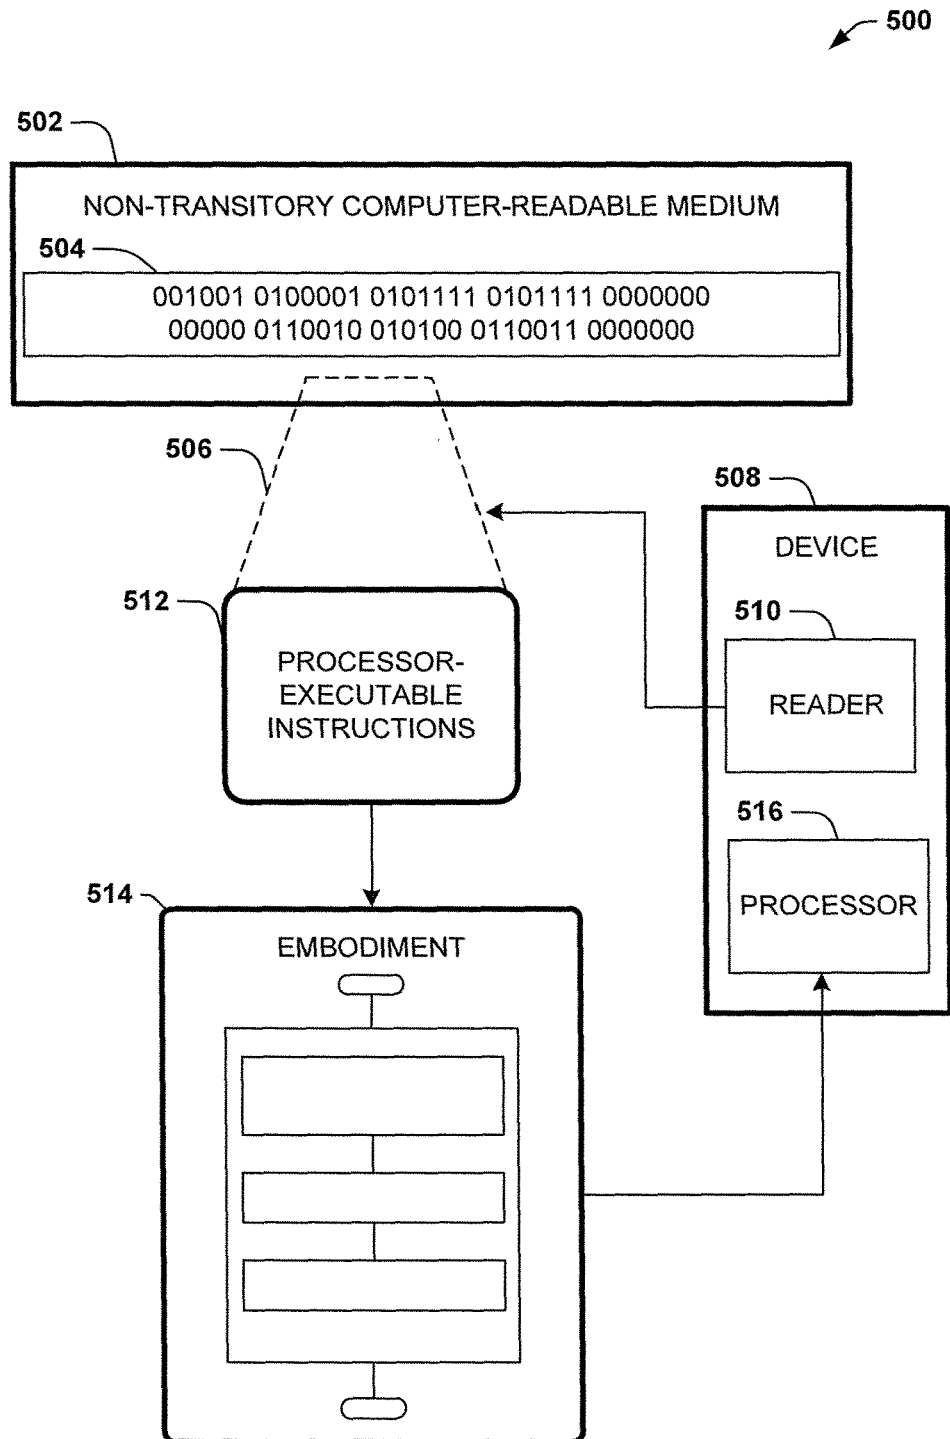 500
502
NON-TRANSITORY COMPUTER-READABLE MEDIUM
504
001001 0100001 0101111 0101111 0000000
00000 0110010 010100 0110011 0000000
506
508
DEVICE
510
READER
512
PROCESSOR-
EXECUTABLE
INSTRUCTIONS
516
PROCESSOR
514
EMBODIMENT